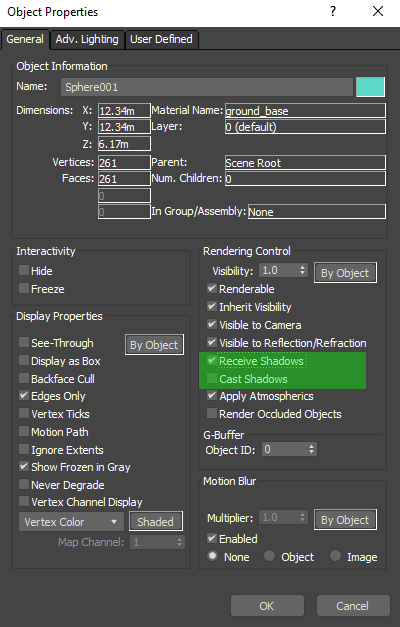 Object Properties ? ×
General Adv. Lighting User Defined
Object Information
Name: Sphere001
Dimensions: X: 12.34m Material Name: ground_base
Y: 12.34m Layer: 0 (default)
Z: 6.17m
Vertices: 261 Parent: Scene Root
Faces: 261 Num. Children: 0
0
0 In Group/Assembly: None
Interactivity
Hide
Freeze
Display Properties
See-Through By Object
Display as Box
Backface Cull
Edges Only
Vertex Ticks
Motion Path
Ignore Extents
Show Frozen in Gray
Never Degrade
Vertex Channel Display
Vertex Color Shaded
Map Channel: 1
Rendering Control
Visibility: 1.0 By Object
Renderable
Inherit Visibility
Visible to Camera
Visible to Reflection/Refraction
Receive Shadows
Cast Shadows
Apply Atmospherics
Render Occluded Objects
G-Buffer
Object ID: 0
Motion Blur
Multiplier: 1.0 By Object
Enabled
None Object Image
OK Cancel